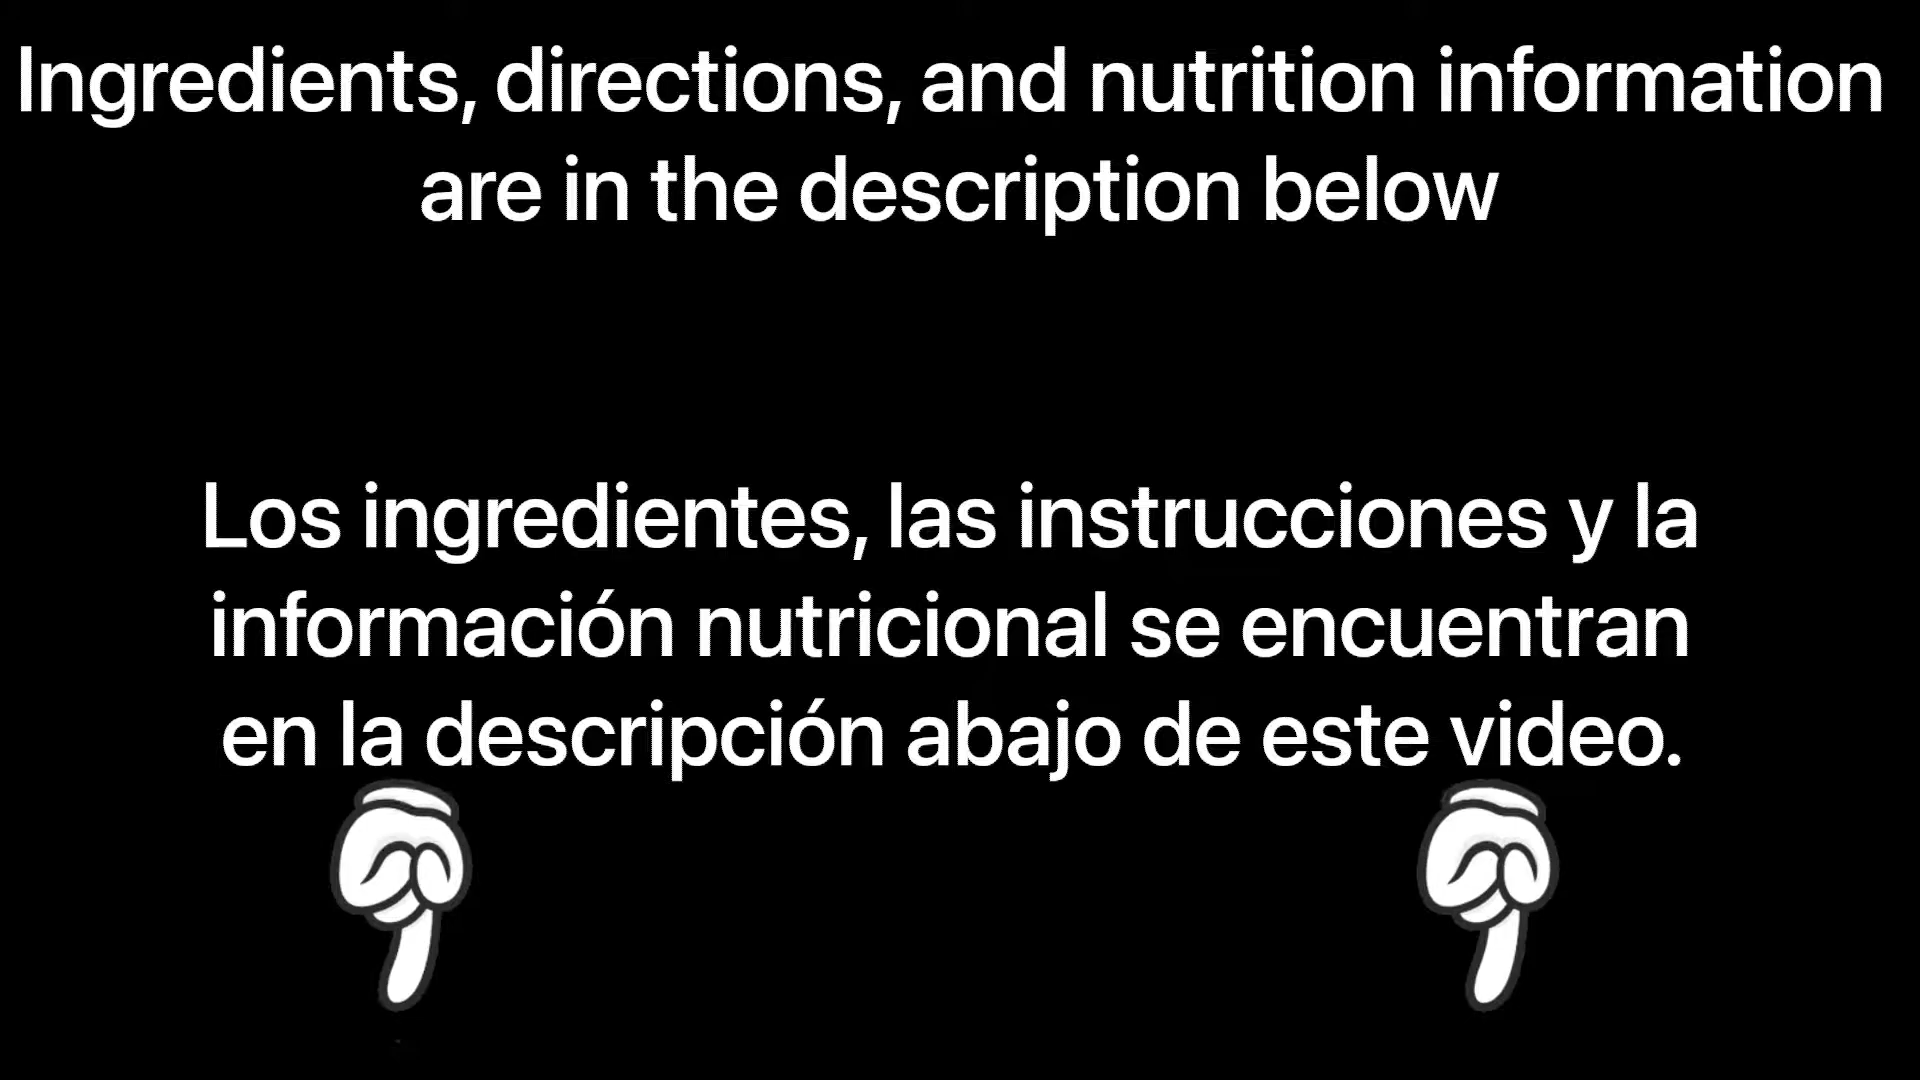 Ingredients, directions, and nutrition information
are in the description below
Los ingredientes, las instrucciones y la
información nutricional se encuentran
en la descripción abajo de este video.